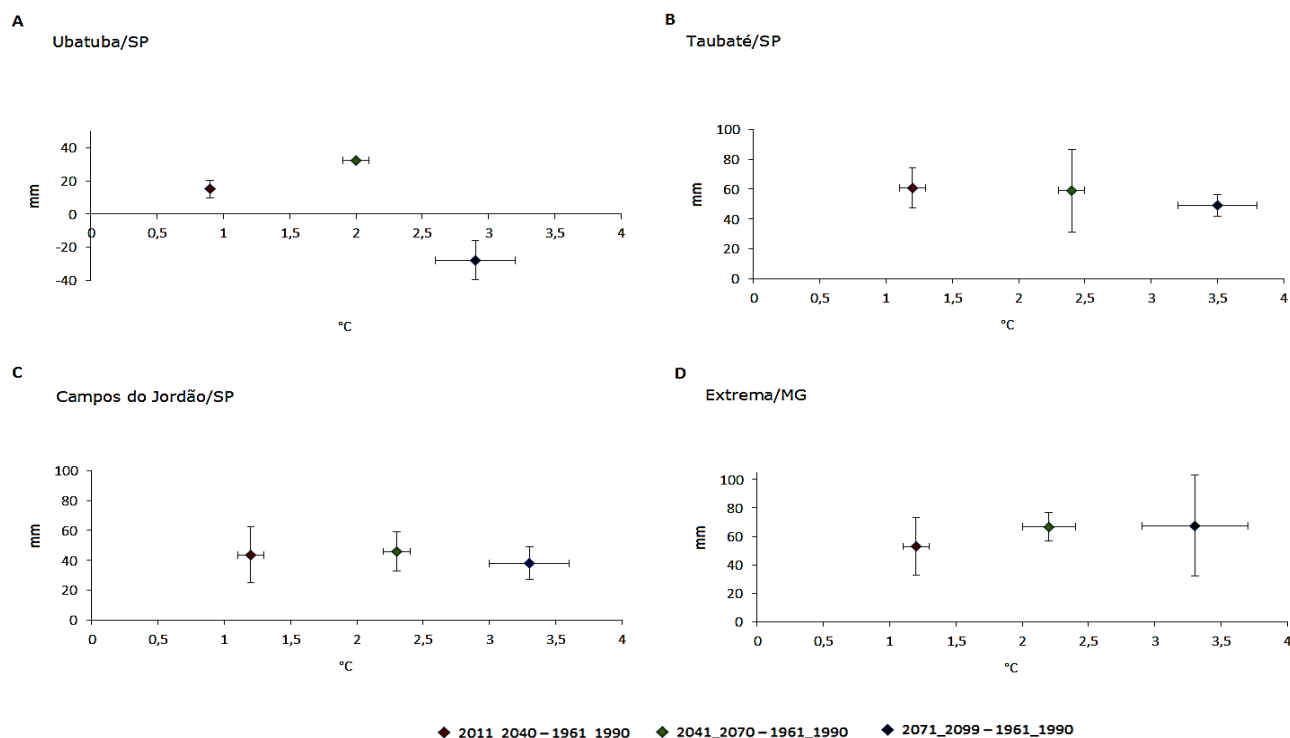 A
Ubatuba/SP
mm
40
20
0
-20
-40
0 0,5 1 1,5 2 2,5 3 3,5 4
°C
B
Taubaté/SP
mm
100
80
60
40
20
0
0 0,5 1 1,5 2 2,5 3 3,5 4
°C
C
Campos do Jordão/SP
mm
100
80
60
40
20
0
0 0,5 1 1,5 2 2,5 3 3,5 4
°C
D
Extrema/MG
mm
100
80
60
40
20
0
0 0,5 1 1,5 2 2,5 3 3,5 4
°C
2011_2040 – 1961_1990 2041_2070 – 1961_1990 2071_2099 – 1961_1990